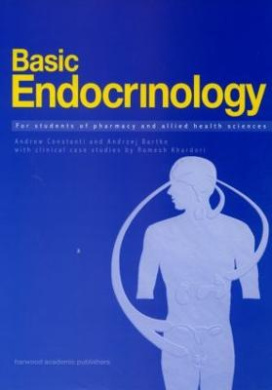 Basic
Endocrinology
For students of pharmacy and allied health sciences
Andrew Constanti and Andrzej Bartke
with clinical case studies by Romesh Khardori
harwood academic publishers